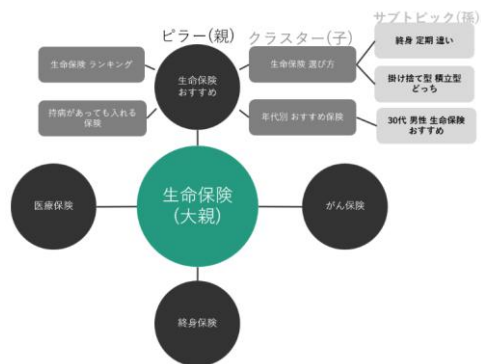 サブトピック(孫)
ピラー(親)
クラスター(子)
生命保険 ランキング
持病があっても入れる
保険
生命保険
おすすめ
生命保険 選び方
年代別 おすすめ保険
終身 定期 違い
掛け捨て型 積立型
どっち
30代 男性 生命保険
おすすめ
医療保険
生命保険
(大親)
がん保険
終身保険